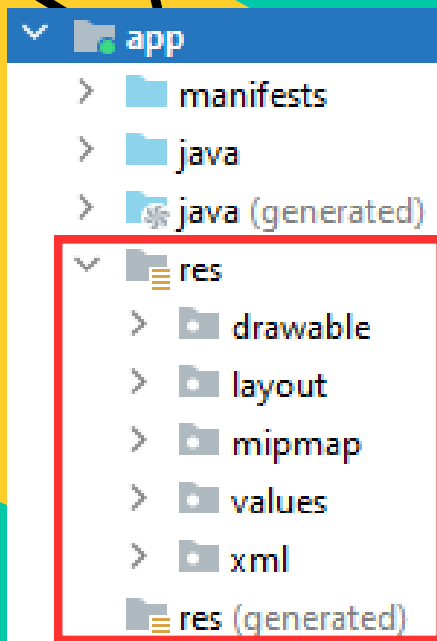 app
manifests
java
java (generated)
res
drawable
layout
mipmap
values
xml
res (generated)